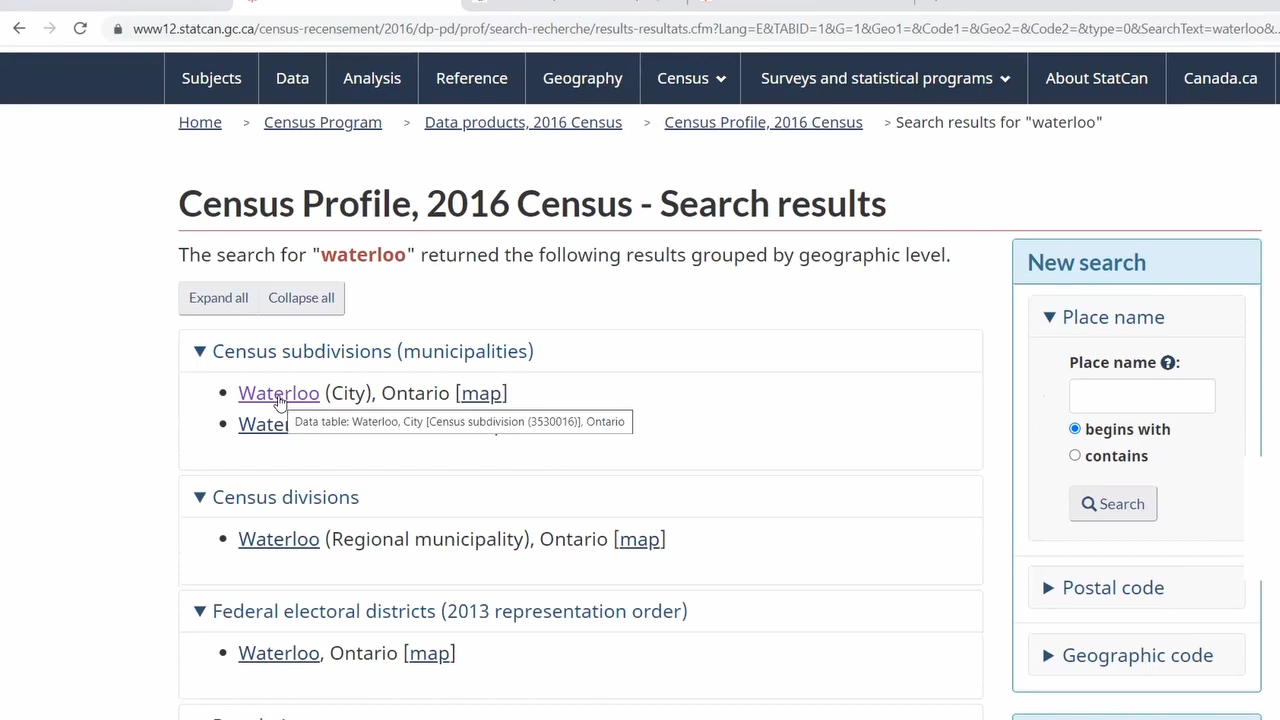 www12.statcan.gc.ca/census-recensement/2016/dp-pd/prof/search-recherche/results-resultats.cfm?Lang=E&TABID=1&G=1&Geo1=&Code1=&Geo2=&Code2=&type=0&SearchText=waterloo&...
Subjects Data Analysis Reference Geography Census Surveys and statistical programs About StatCan Canada.ca
Home > Census Program > Data products, 2016 Census > Census Profile, 2016 Census > Search results for "waterloo"
Census Profile, 2016 Census - Search results
The search for "waterloo" returned the following results grouped by geographic level.
Expand all Collapse all
Census subdivisions (municipalities)
Waterloo (City), Ontario [map]
Data table: Waterloo, City [Census subdivision (3530016)], Ontario
Census divisions
Waterloo (Regional municipality), Ontario [map]
Federal electoral districts (2013 representation order)
Waterloo, Ontario [map]
New search
Place name
Place name ?:
begins with
contains
Search
Postal code
Geographic code